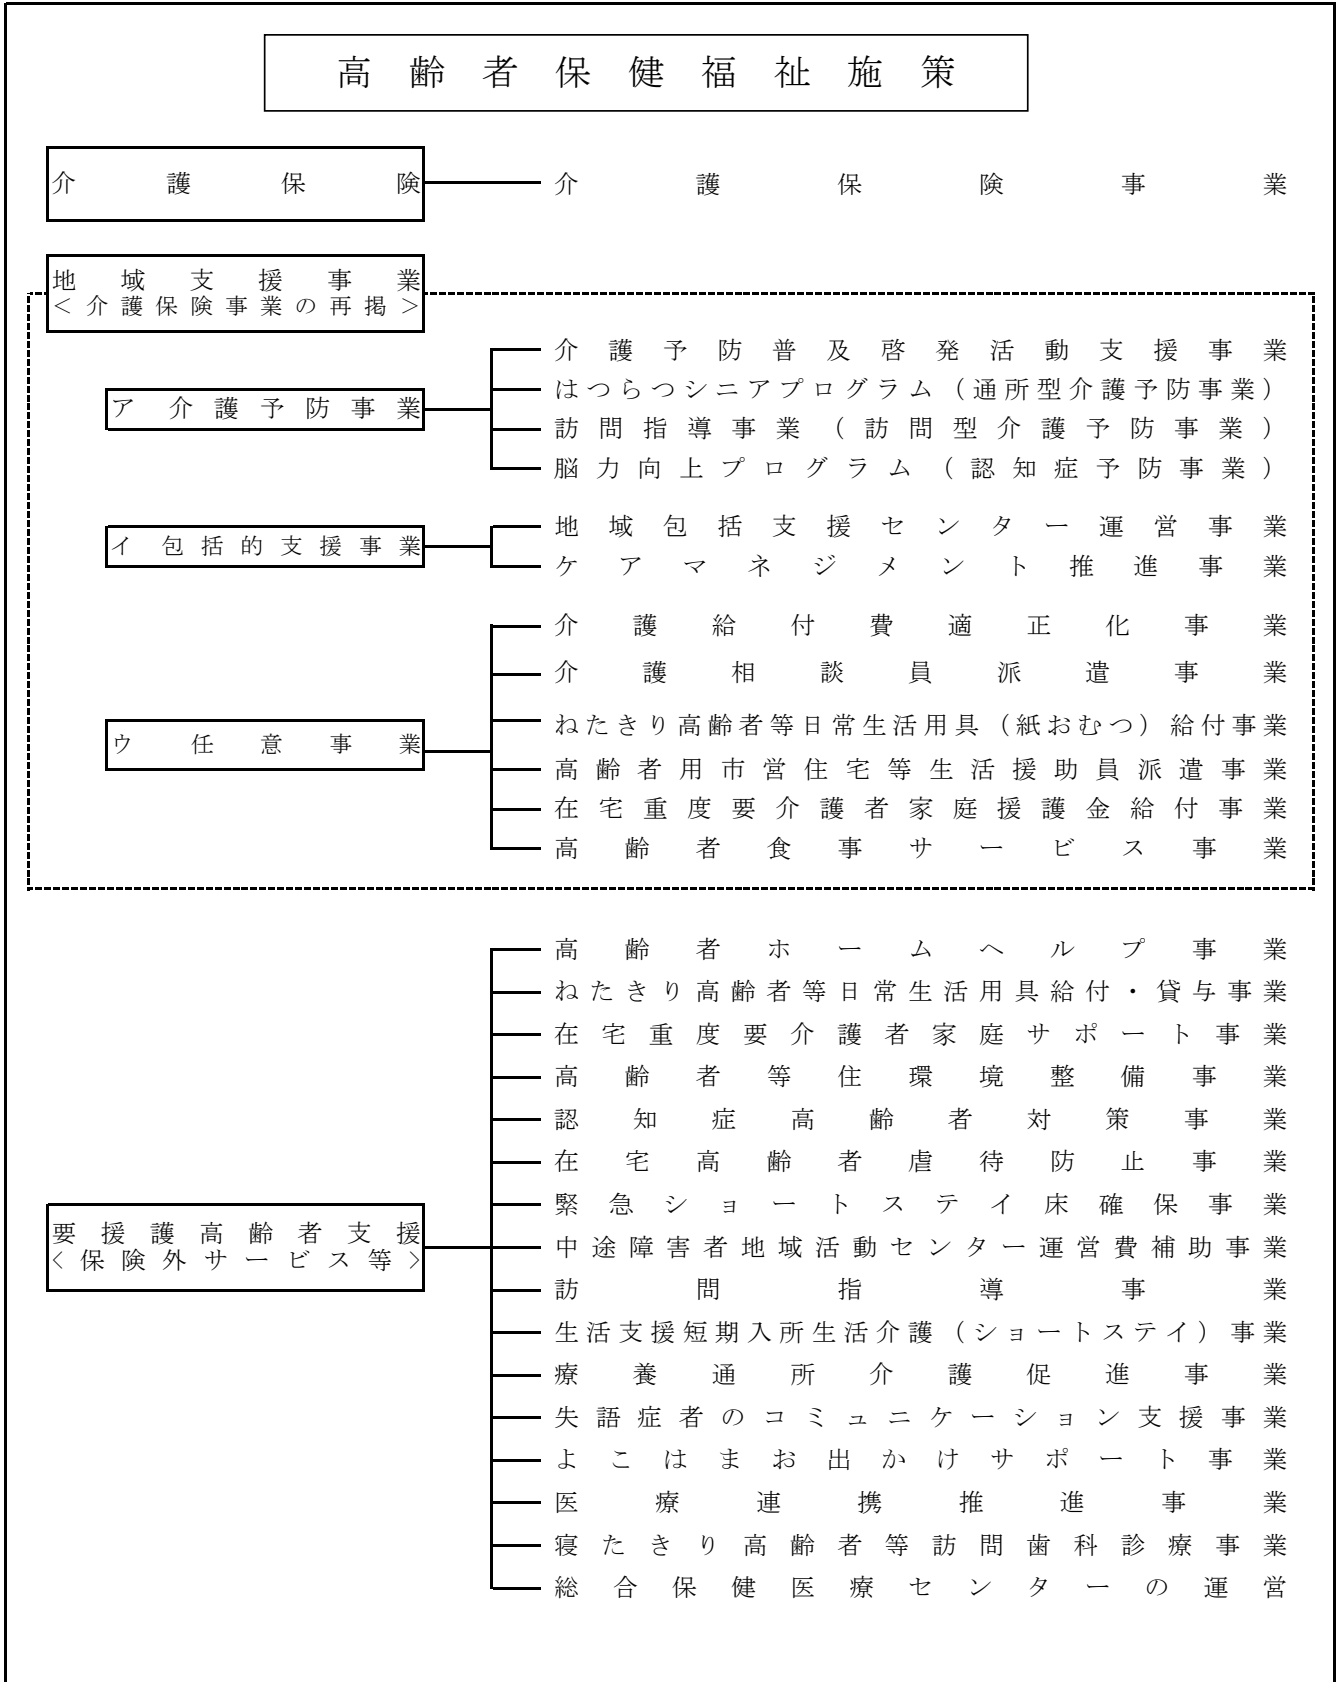 高齢者保健福祉施策
介護保険
介護保険事業
地域支援事業
＜介護保険事業の再掲＞
介護予防普及啓発活動支援事業
はつらつシニアプログラム（通所型介護予防事業）
ア 介護予防事業
訪問指導事業（訪問型介護予防事業）
脳力向上プログラム（認知症予防事業）
地域包括支援センター運営事業
イ 包括的支援事業
ケアマネジメント推進事業
介護給付費適正化事業
介護相談員派遣事業
ねたきり高齢者等日常生活用具（紙おむつ）給付事業
ウ 任意事業
高齢者用市営住宅等生活援助員派遣事業
在宅重度要介護者家庭援護金給付事業
高齢者食事サービス事業
高齢者ホームヘルプ事業
ねたきり高齢者等日常生活用具給付・貸与事業
在宅重度要介護者家庭サポート事業
高齢者等住環境整備事業
認知症高齢者対策事業
在宅高齢者虐待防止事業
緊急ショートステイ床確保事業
要援護高齢者支援
〈保険外サービス等〉
中途障害者地域活動センター運営費補助事業
訪問指導事業
生活支援短期入所生活介護（ショートステイ）事業
療養通所介護促進事業
失語症者のコミュニケーション支援事業
よこはまお出かけサポート事業
医療連携推進事業
寝たきり高齢者等訪問歯科診療事業
総合保健医療センターの運営